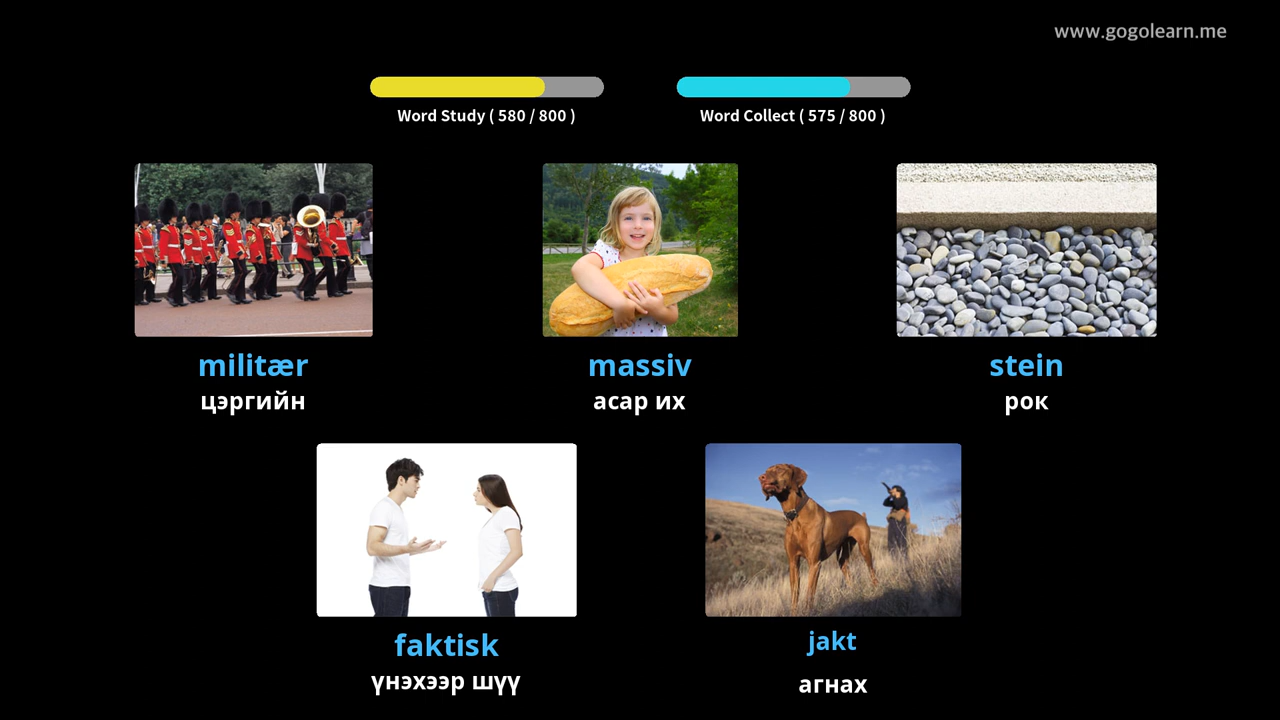 www.gogolearn.me
Word Study ( 580 / 800 )
Word Collect ( 575 / 800 )
militær
цэргийн
massiv
асар их
stein
рок
faktisk
үнэхээр шүү
jakt
агнах